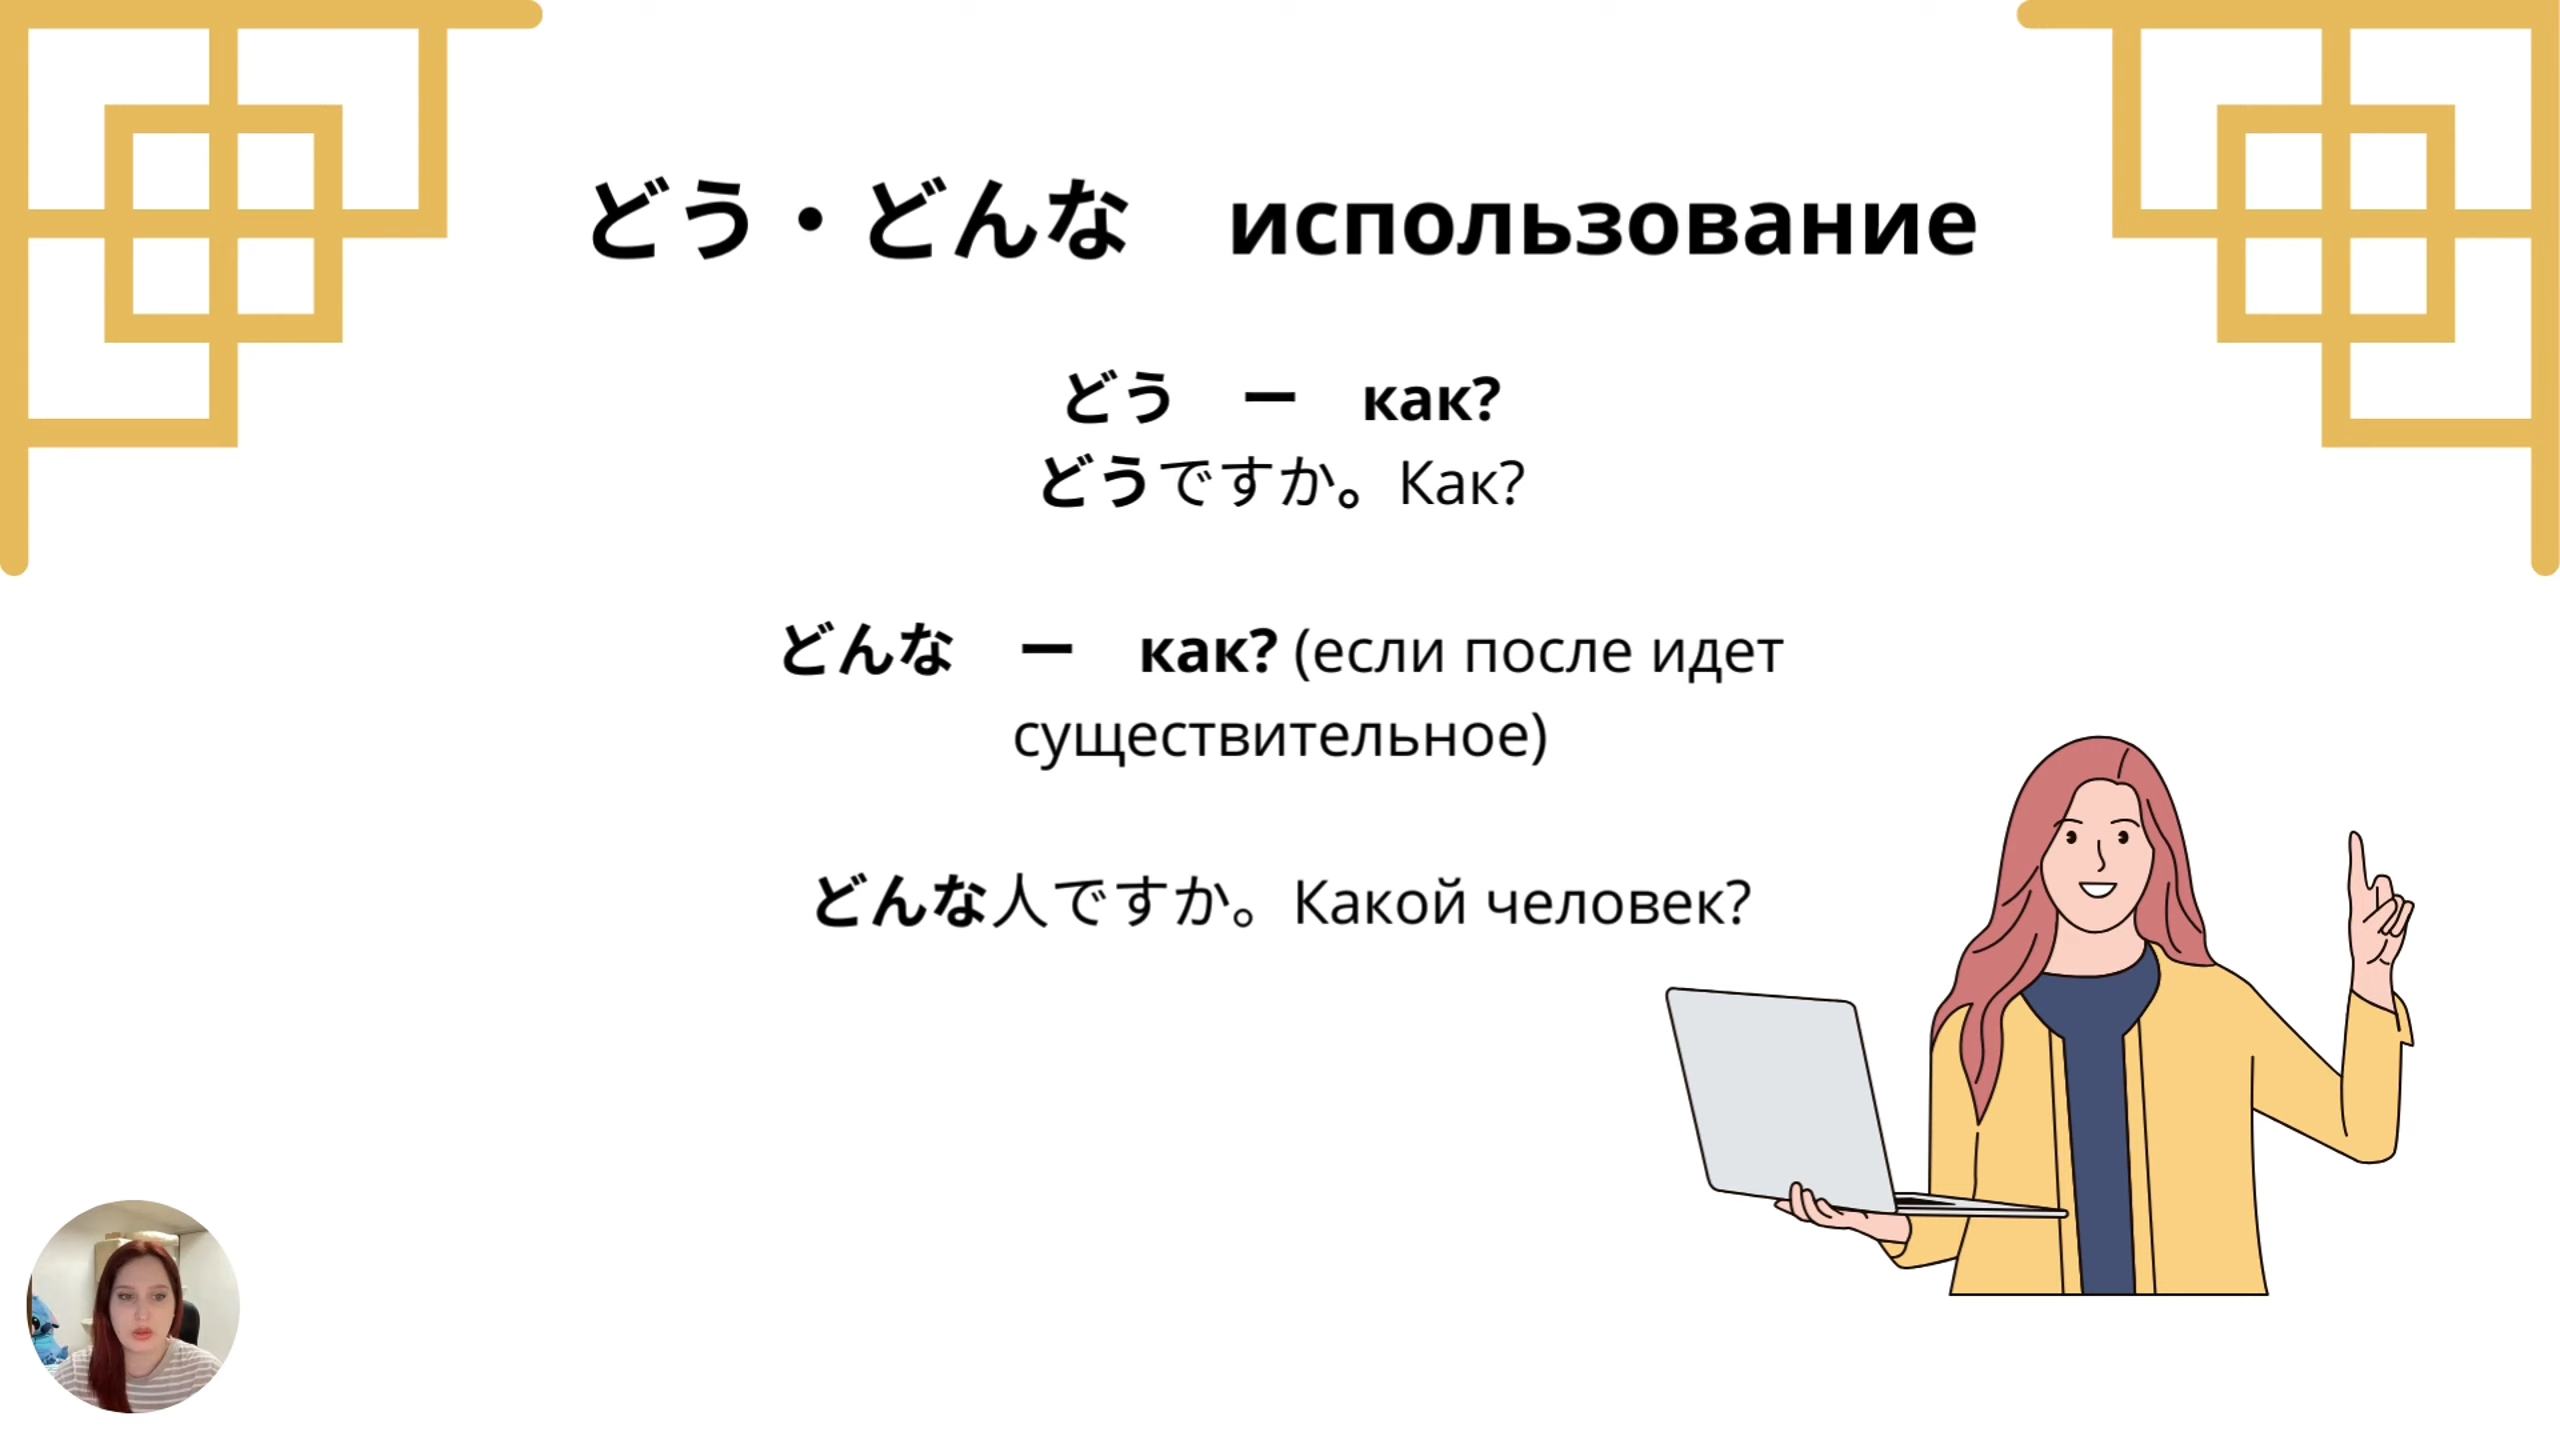 どう・どんな　использование
どう　ー　как?
どうですか。Как?
どんな　ー　как? (если после идет
существительное)
どんな人ですか。Какой человек?